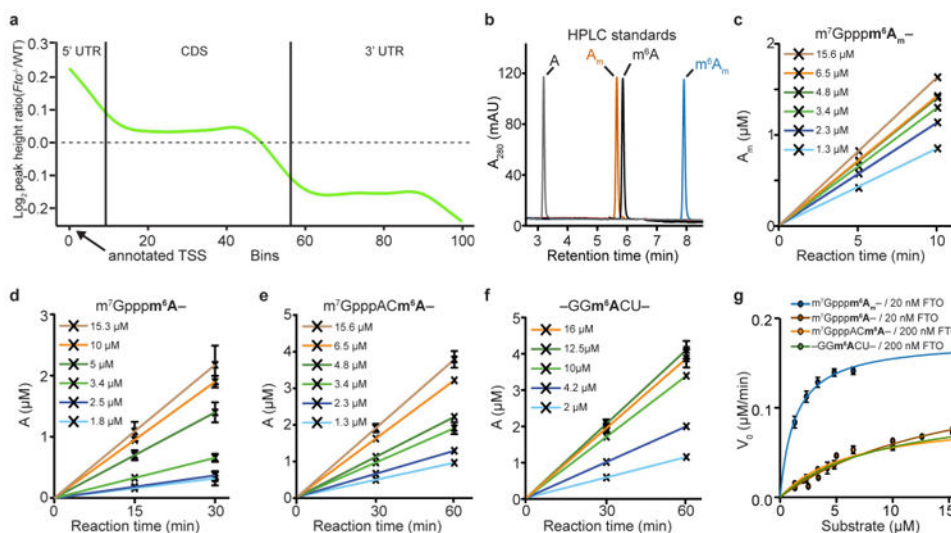 a
5' UTR
CDS
3' UTR
Log₂ peak height ratio(Fto⁻/⁻/WT)
0.3
0.2
0.1
0.0
-0.1
-0.2
0
20
40
60
80
100
annotated TSS
Bins
b
HPLC standards
A
Aₘ
m⁶A
m⁶Aₘ
A₂₈₀ (mAU)
120
80
40
0
3
4
5
6
7
8
Retention time (min)
c
m⁷Gpppm⁶Aₘ–
15.6 µM
6.5 µM
4.8 µM
3.4 µM
2.3 µM
1.3 µM
Aₘ (µM)
2
1
0
0
5
10
Reaction time (min)
d
m⁷Gpppm⁶A–
15.3 µM
10 µM
5 µM
3.4 µM
2.5 µM
1.8 µM
A (µM)
3
2
1
0
0
15
30
Reaction time (min)
e
m⁷GpppACm⁶A–
15.6 µM
6.5 µM
4.8 µM
3.4 µM
2.3 µM
1.3 µM
A (µM)
5
4
3
2
1
0
0
30
60
Reaction time (min)
f
–GGm⁶ACU–
16 µM
12.5µM
10µM
4.2 µM
2 µM
A (µM)
5
4
3
2
1
0
0
30
60
Reaction time (min)
g
m⁷Gpppm⁶Aₘ– / 20 nM FTO
m⁷Gpppm⁶A– / 20 nM FTO
m⁷GpppACm⁶A– / 200 nM FTO
–GGm⁶ACU– / 200 nM FTO
V₀ (µM/min)
0.2
0.1
0.0
0
5
10
15
Substrate (µM)